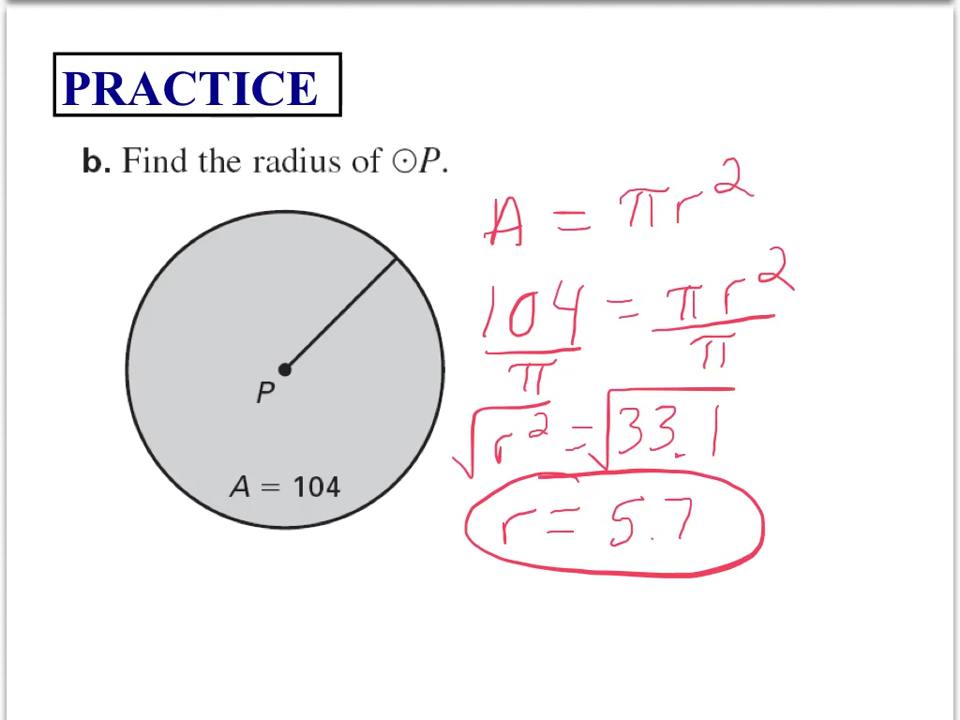 PRACTICE
b. Find the radius of ⊙P.
P
A = 104
A = πr²
104/π = πr²/π
√r² = √33.1
r = 5.7